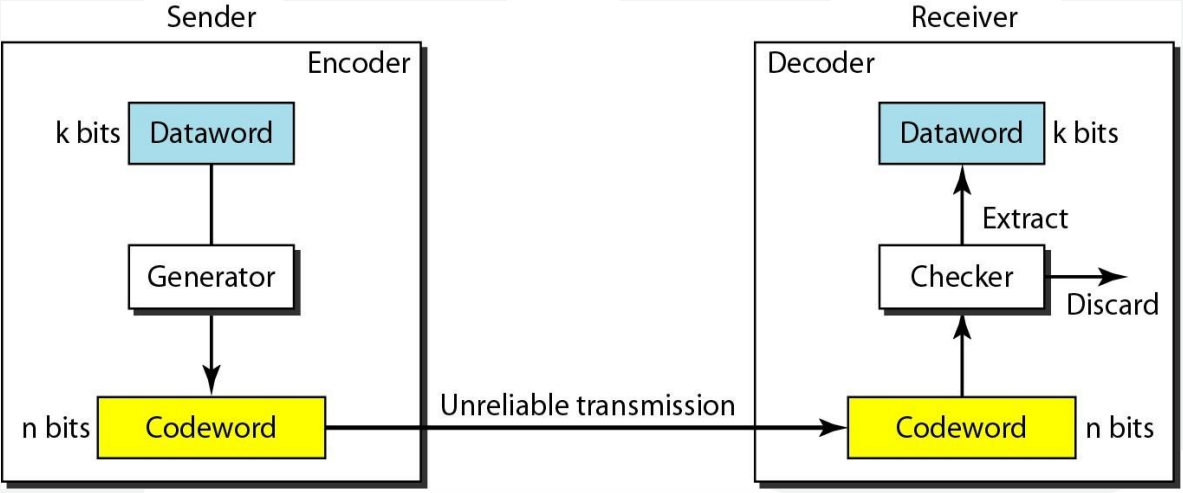 Sender
Receiver
Encoder
Decoder
k bits
Dataword
Dataword
k bits
Extract
Generator
Checker
Discard
Unreliable transmission
n bits
Codeword
Codeword
n bits